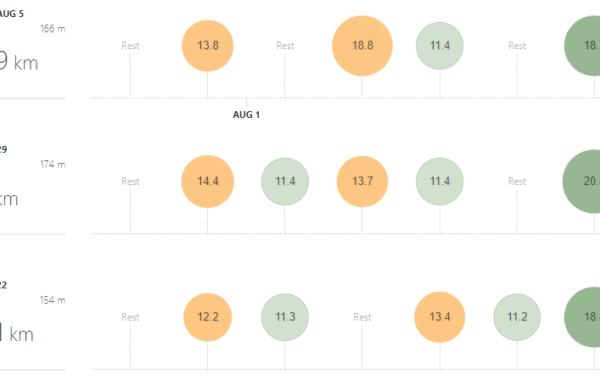 AUG 5
166 m
9 km
Rest 13.8 Rest 18.8 11.4 Rest 18.
AUG 1
29
174 m
km
Rest 14.4 11.4 13.7 11.4 Rest 20.
22
154 m
km
Rest 12.2 11.3 Rest 13.4 11.2 18.